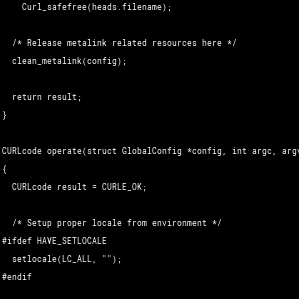 Curl_safefree(heads.filename);
/* Release metalink related resources here */
clean_metalink(config);
return result;
}
CURLcode operate(struct GlobalConfig *config, int argc, argv
{
CURLcode result = CURLE_OK;
/* Setup proper locale from environment */
#ifdef HAVE_SETLOCALE
setlocale(LC_ALL, "");
#endif